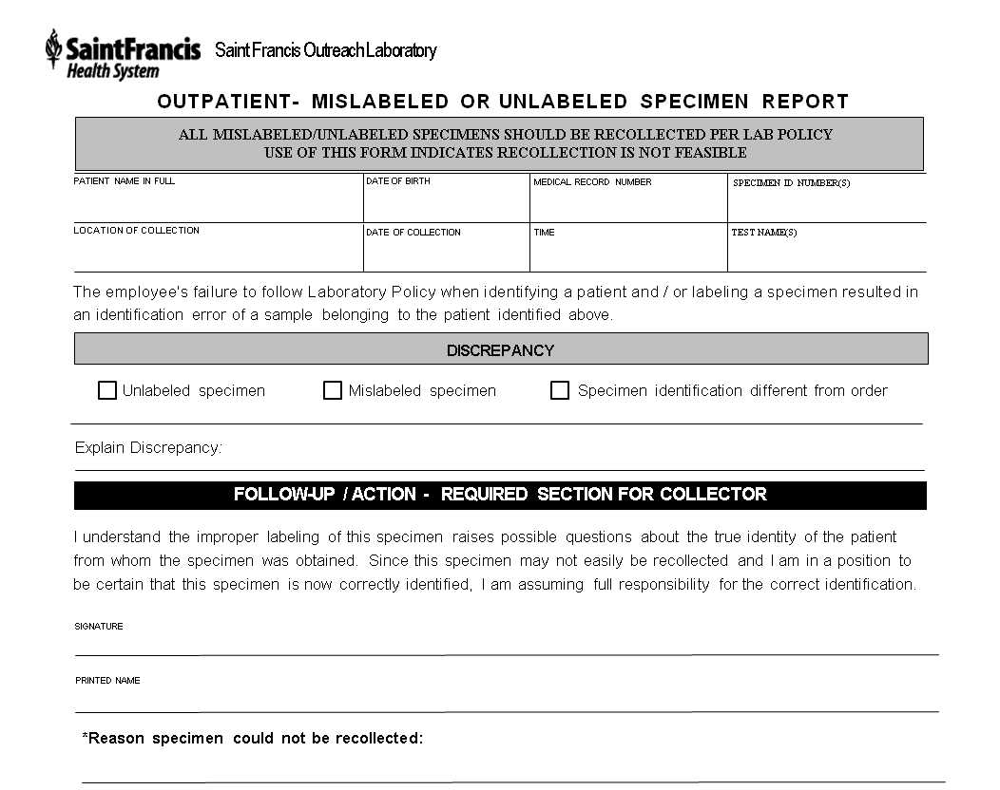 SaintFrancis Saint Francis Outreach Laboratory
Health System
OUTPATIENT- MISLABELED OR UNLABELED SPECIMEN REPORT
ALL MISLABELED/UNLABELED SPECIMENS SHOULD BE RECOLLECTED PER LAB POLICY
USE OF THIS FORM INDICATES RECOLLECTION IS NOT FEASIBLE
PATIENT NAME IN FULL DATE OF BIRTH MEDICAL RECORD NUMBER SPECIMEN ID NUMBER(S)
LOCATION OF COLLECTION DATE OF COLLECTION TIME TEST NAME(S)
The employee's failure to follow Laboratory Policy when identifying a patient and / or labeling a specimen resulted in
an identification error of a sample belonging to the patient identified above.
DISCREPANCY
Unlabeled specimen Mislabeled specimen Specimen identification different from order
Explain Discrepancy:
FOLLOW-UP / ACTION - REQUIRED SECTION FOR COLLECTOR
I understand the improper labeling of this specimen raises possible questions about the true identity of the patient
from whom the specimen was obtained. Since this specimen may not easily be recollected and I am in a position to
be certain that this specimen is now correctly identified, I am assuming full responsibility for the correct identification.
SIGNATURE
PRINTED NAME
*Reason specimen could not be recollected: